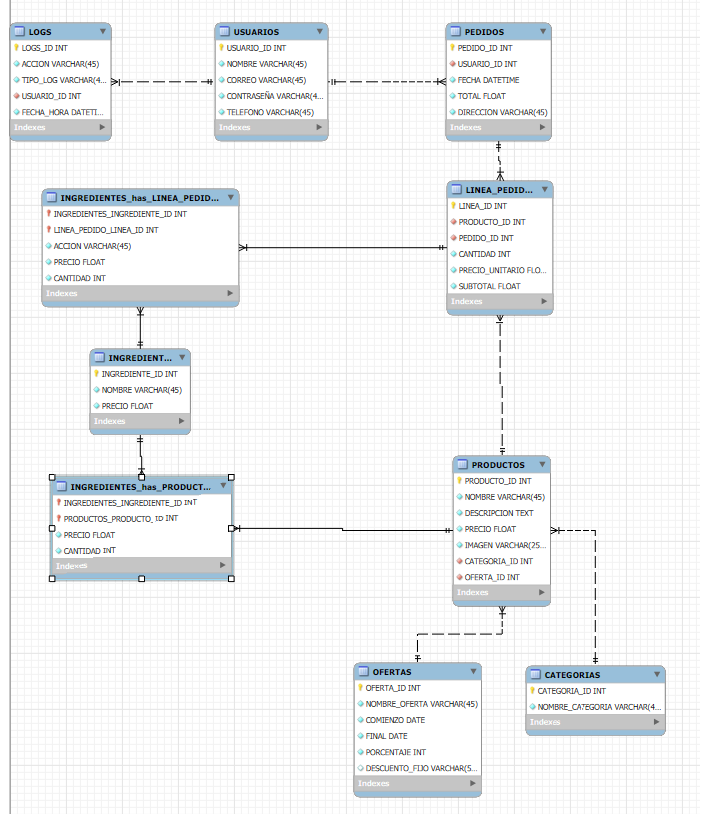 LOGS
LOGS_ID INT
ACCION VARCHAR(45)
TIPO_LOG VARCHAR(4...
USUARIO_ID INT
FECHA_HORA DATETI...
Indexes
USUARIOS
USUARIO_ID INT
NOMBRE VARCHAR(45)
CORREO VARCHAR(45)
CONTRASEÑA VARCHAR(4...
TELEFONO VARCHAR(45)
Indexes
PEDIDOS
PEDIDO_ID INT
USUARIO_ID INT
FECHA DATETIME
TOTAL FLOAT
DIRECCION VARCHAR(45)
Indexes
INGREDIENTES_has_LINEA_PEDID...
INGREDIENTES_INGREDIENTE_ID INT
LINEA_PEDIDO_LINEA_ID INT
ACCION VARCHAR(45)
PRECIO FLOAT
CANTIDAD INT
Indexes
LINEA_PEDID...
LINEA_ID INT
PRODUCTO_ID INT
PEDIDO_ID INT
CANTIDAD INT
PRECIO_UNITARIO FLO...
SUBTOTAL FLOAT
Indexes
INGREDIENT...
INGREDIENTE_ID INT
NOMBRE VARCHAR(45)
PRECIO FLOAT
Indexes
INGREDIENTES_has_PRODUCT...
INGREDIENTES_INGREDIENTE_ID INT
PRODUCTOS_PRODUCTO_ID INT
PRECIO FLOAT
CANTIDAD INT
Indexes
PRODUCTOS
PRODUCTO_ID INT
NOMBRE VARCHAR(45)
DESCRIPCION TEXT
PRECIO FLOAT
IMAGEN VARCHAR(25...
CATEGORIA_ID INT
OFERTA_ID INT
Indexes
OFERTAS
OFERTA_ID INT
NOMBRE_OFERTA VARCHAR(45)
COMIENZO DATE
FINAL DATE
PORCENTAJE INT
DESCUENTO_FIJO VARCHAR(5...
Indexes
CATEGORIAS
CATEGORIA_ID INT
NOMBRE_CATEGORIA VARCHAR(4...
Indexes